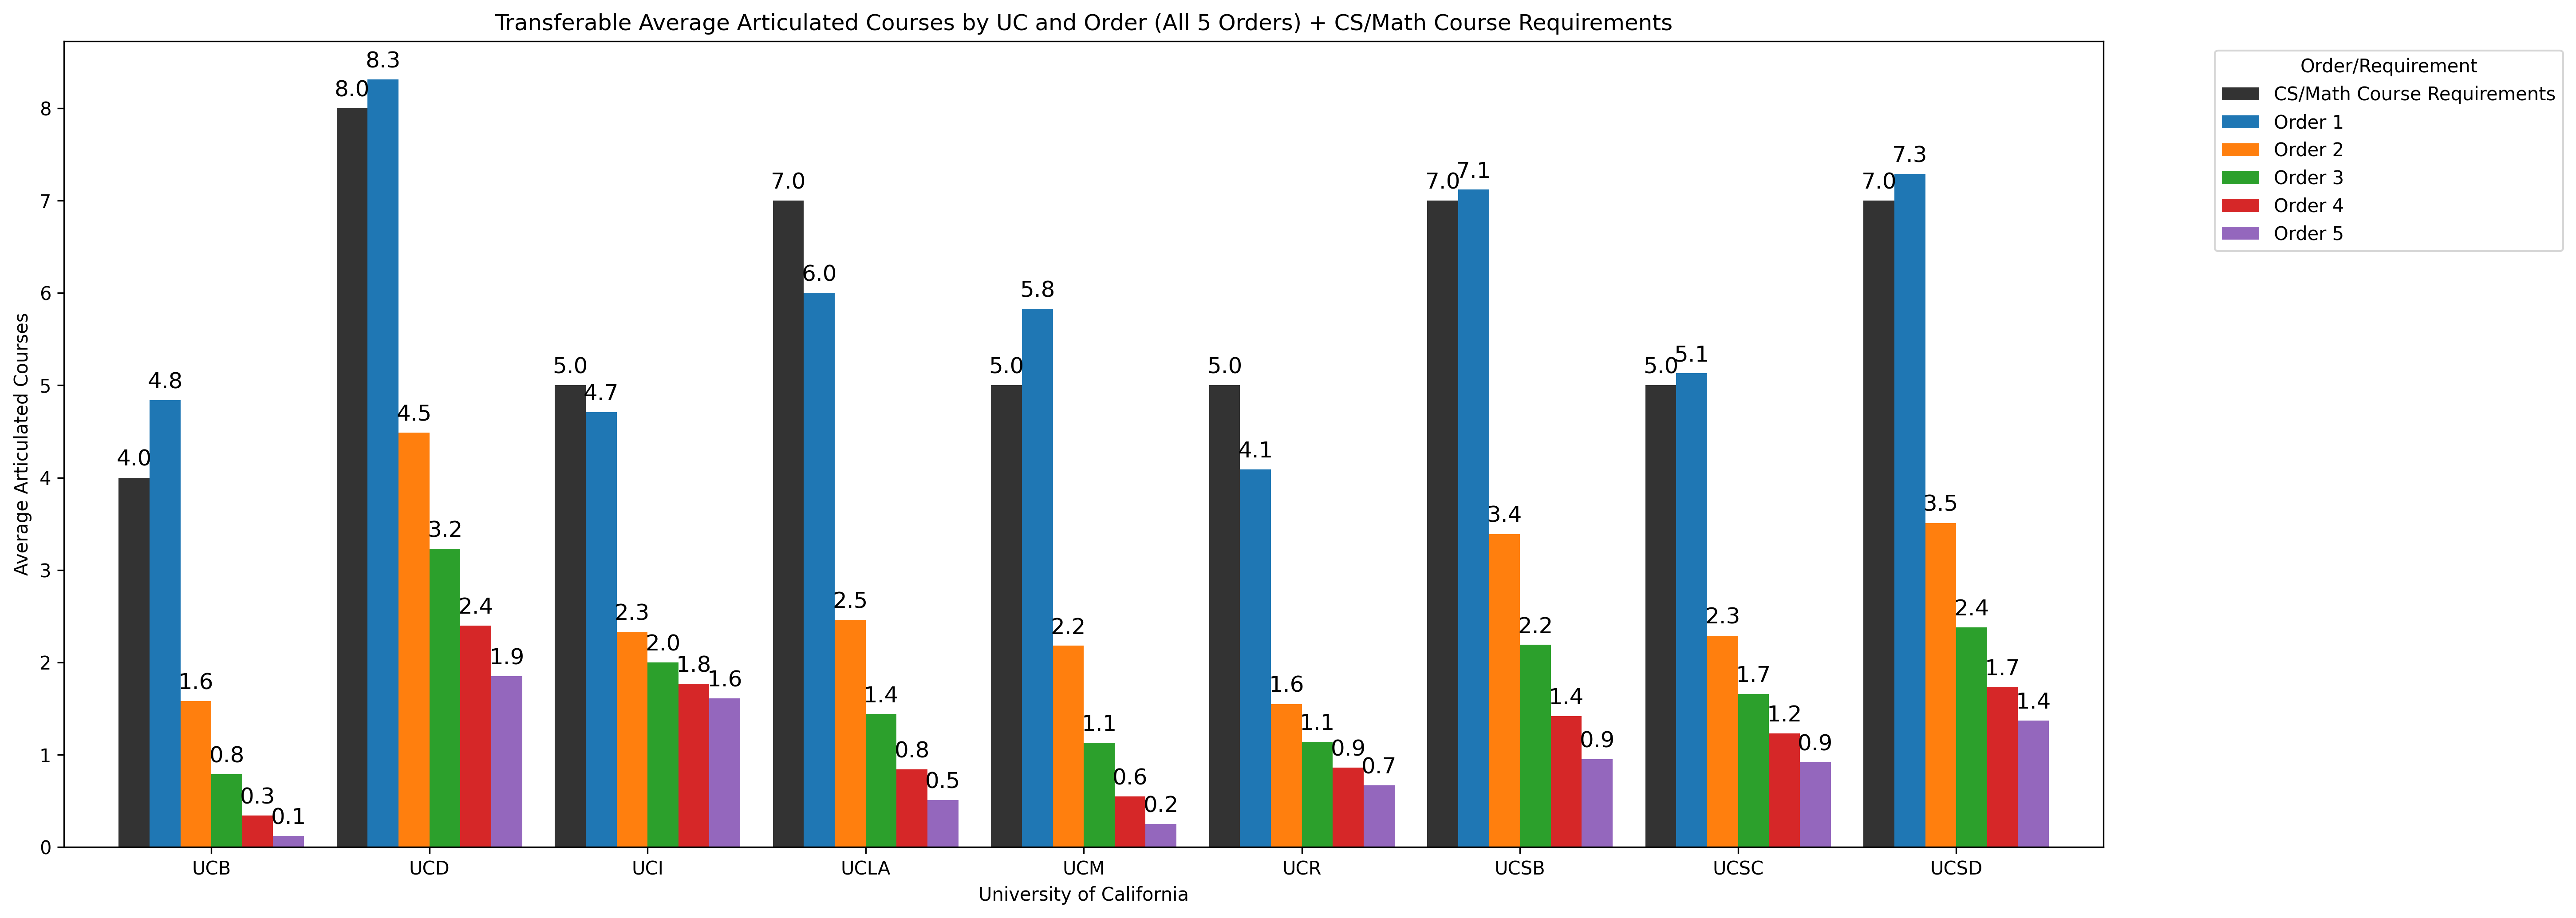 Transferable Average Articulated Courses by UC and Order (All 5 Orders) + CS/Math Course Requirements
Average Articulated Courses
8
7
6
5
4
3
2
1
0
4.0 4.8 1.6 0.8 0.3 0.1
8.0 8.3 4.5 3.2 2.4 1.9
5.0 4.7 2.3 2.0 1.8 1.6
7.0 6.0 2.5 1.4 0.8 0.5
5.0 5.8 2.2 1.1 0.6 0.2
5.0 4.1 1.6 1.1 0.9 0.7
7.0 7.1 3.4 2.2 1.4 0.9
5.0 5.1 2.3 1.7 1.2 0.9
7.0 7.3 3.5 2.4 1.7 1.4
UCB UCD UCI UCLA UCM UCR UCSB UCSC UCSD
University of California
Order/Requirement
CS/Math Course Requirements
Order 1
Order 2
Order 3
Order 4
Order 5